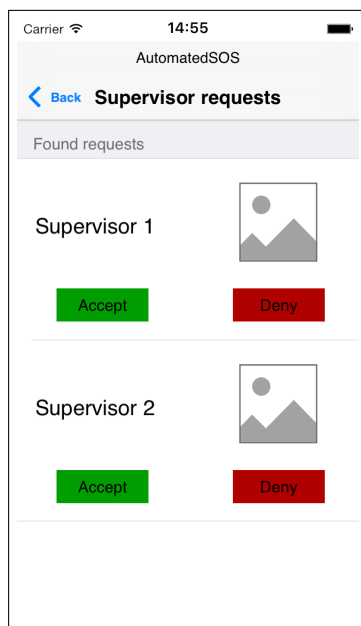 Carrier 14:55
AutomatedSOS
Back Supervisor requests
Found requests
Supervisor 1
Accept Deny
Supervisor 2
Accept Deny